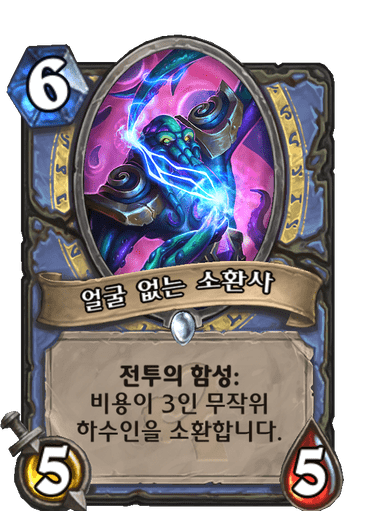 6
얼굴 없는 소환사
전투의 함성:
비용이 3인 무작위
하수인을 소환합니다.
5
5